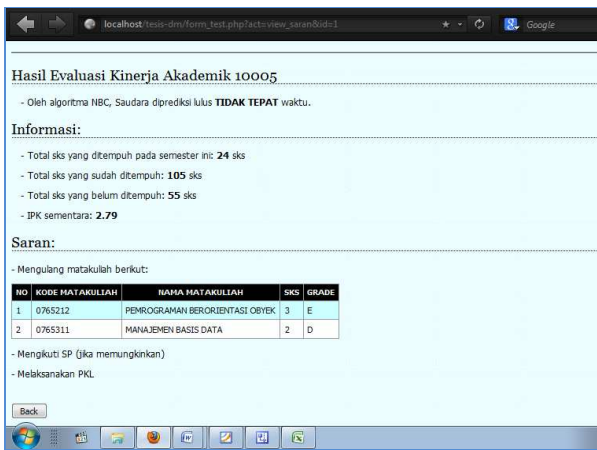 localhost/tesis-dm/form_test.php?act=view_saran&id=1
Google
Hasil Evaluasi Kinerja Akademik 10005
- Oleh algoritma NBC, Saudara diprediksi lulus TIDAK TEPAT waktu.
Informasi:
- Total sks yang ditempuh pada semester ini: 24 sks
- Total sks yang sudah ditempuh: 105 sks
- Total sks yang belum ditempuh: 55 sks
- IPK sementara: 2.79
Saran:
- Mengulang matakuliah berikut:
NO KODE MATAKULIAH NAMA MATAKULIAH SKS GRADE
1 0765212 PEMROGRAMAN BERORIENTASI OBYEK 3 E
2 0765311 MANAJEMEN BASIS DATA 2 D
- Mengikuti SP (jika memungkinkan)
- Melaksanakan PKL
Back